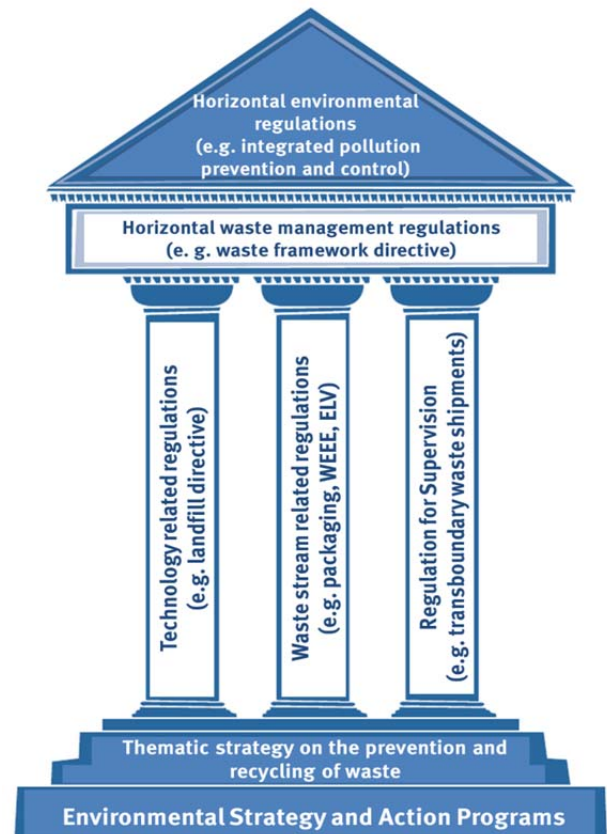 Horizontal environmental
regulations
(e.g. integrated pollution
prevention and control)
Horizontal waste management regulations
(e. g. waste framework directive)
Technology related regulations
(e.g. landfill directive)
Waste stream related regulations
(e.g. packaging, WEEE, ELV)
Regulation for Supervision
(e.g. transboundary waste shipments)
Thematic strategy on the prevention and
recycling of waste
Environmental Strategy and Action Programs